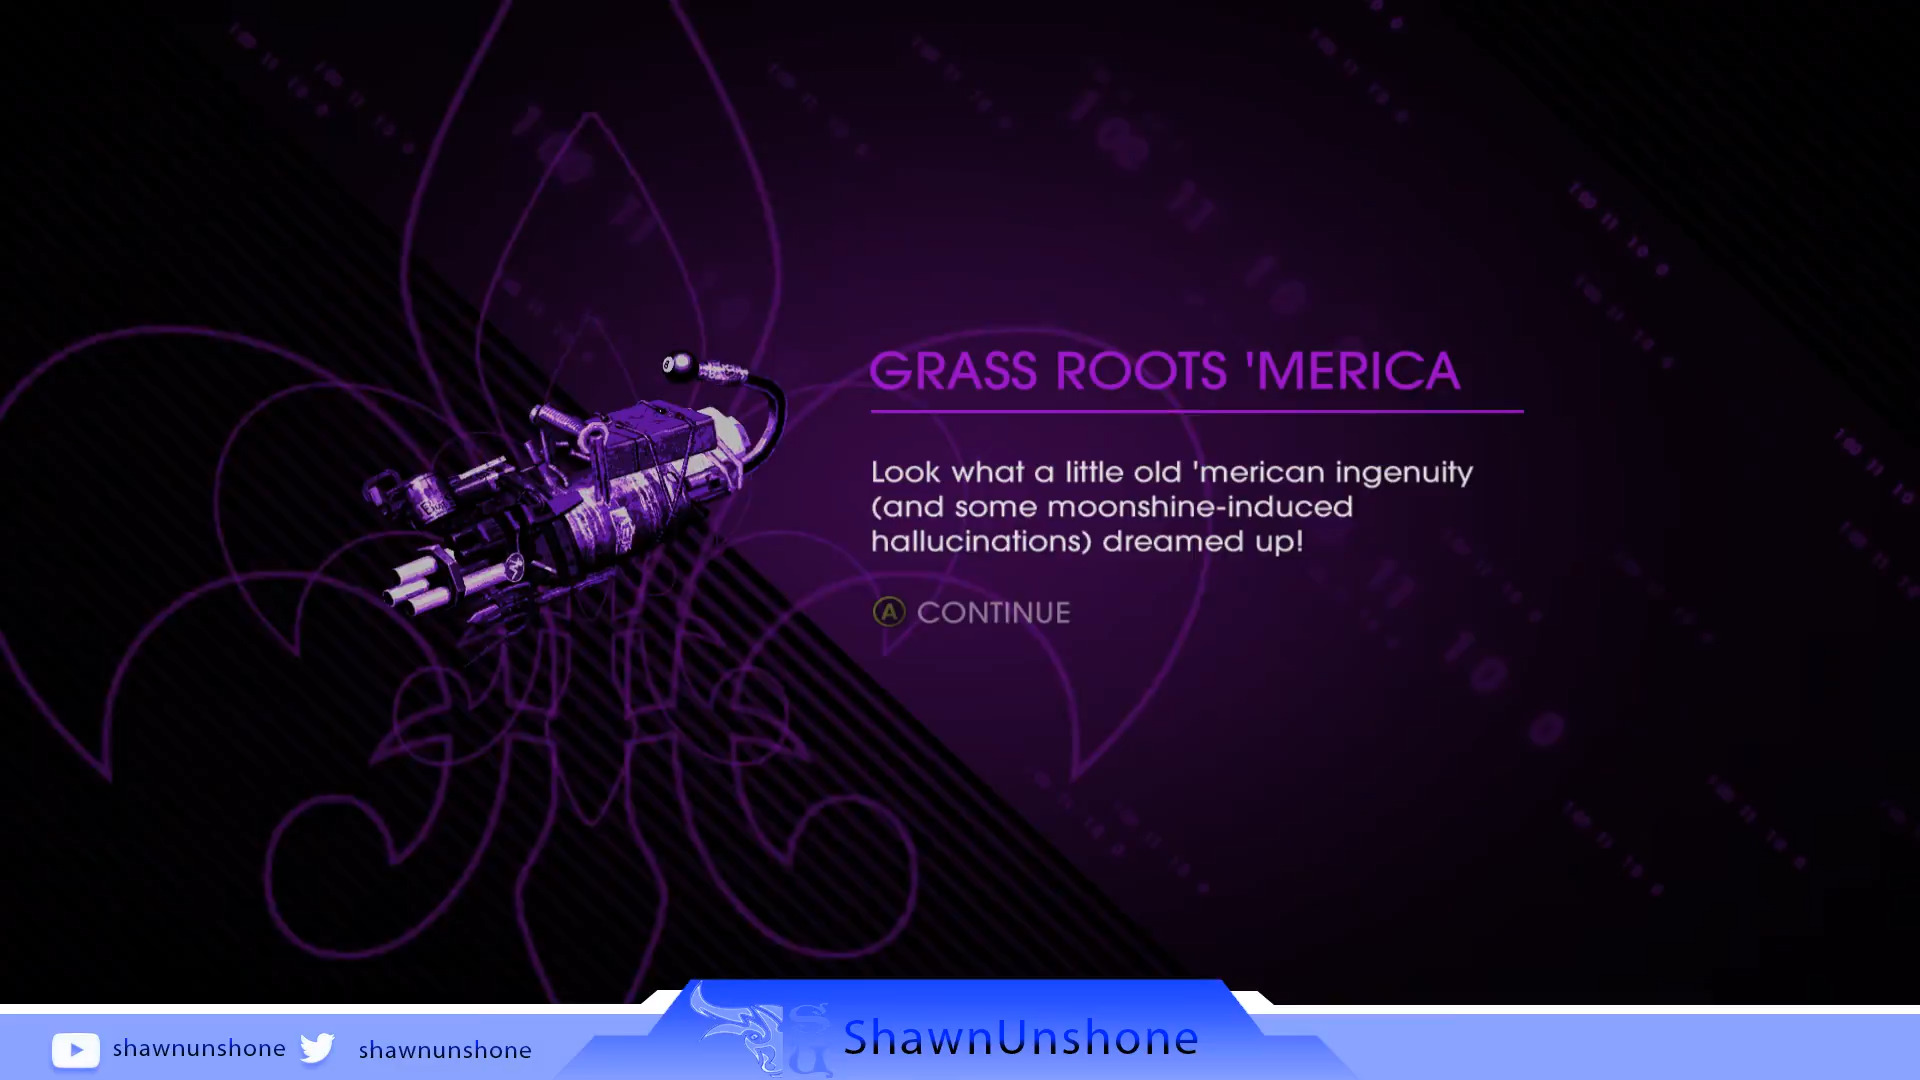 GRASS ROOTS 'MERICA
Look what a little old 'merican ingenuity
(and some moonshine-induced
hallucinations) dreamed up!
A CONTINUE
shawnunshone
shawnunshone
SU
ShawnUnshone